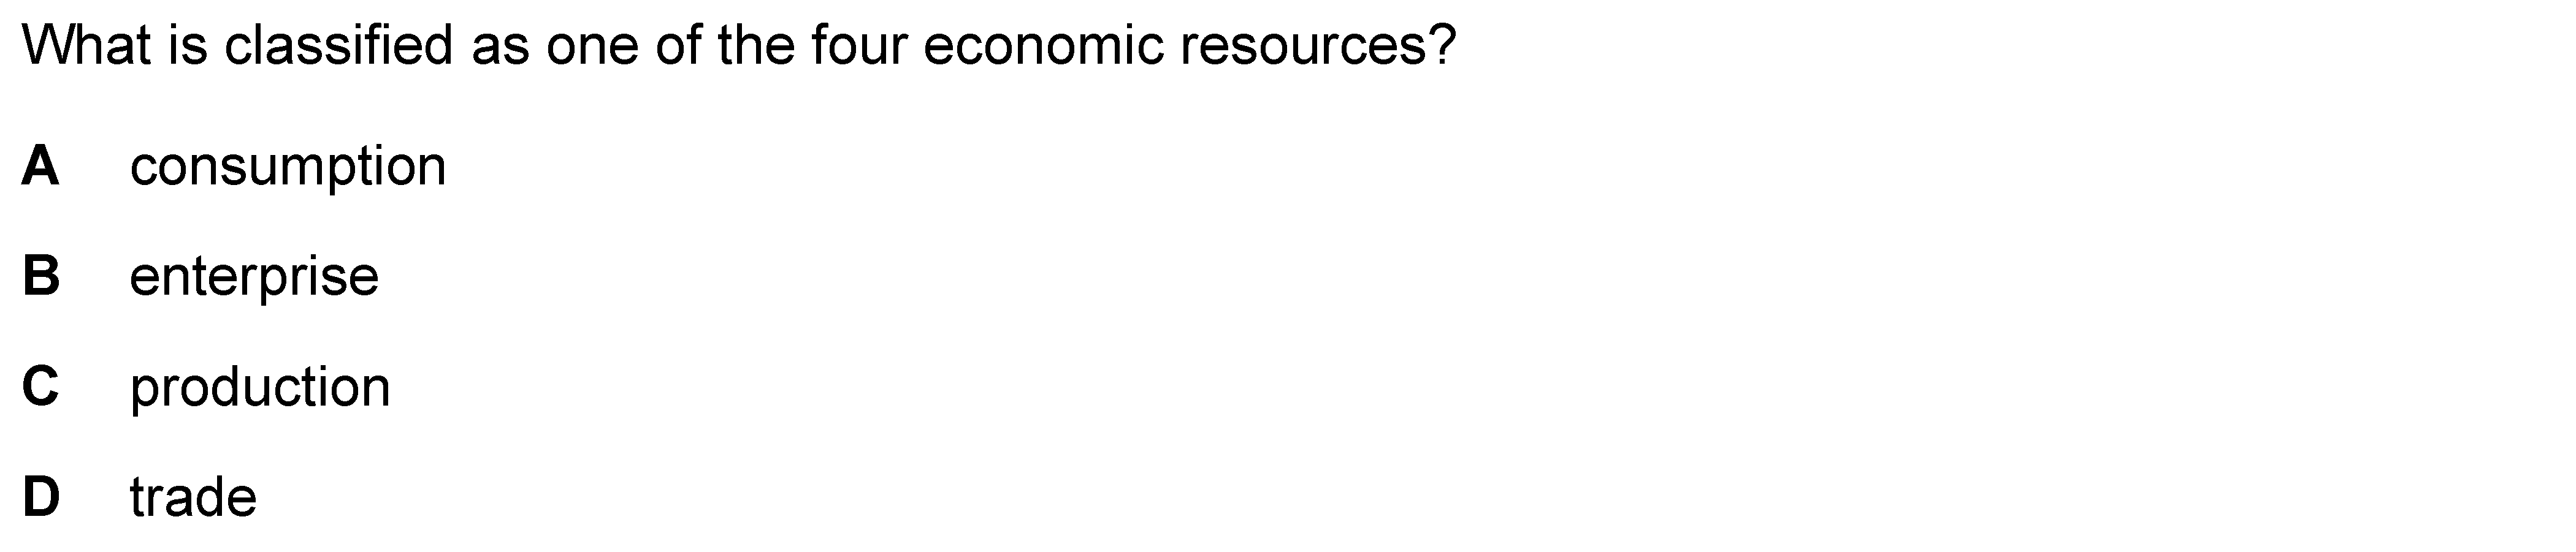 What is classified as one of the four economic resources?
A consumption
B enterprise
C production
D trade